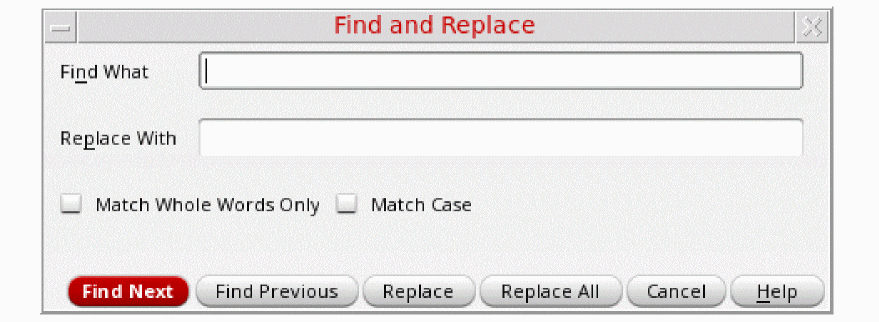 Find and Replace
Find What
Replace With
Match Whole Words Only Match Case
Find Next Find Previous Replace Replace All Cancel Help